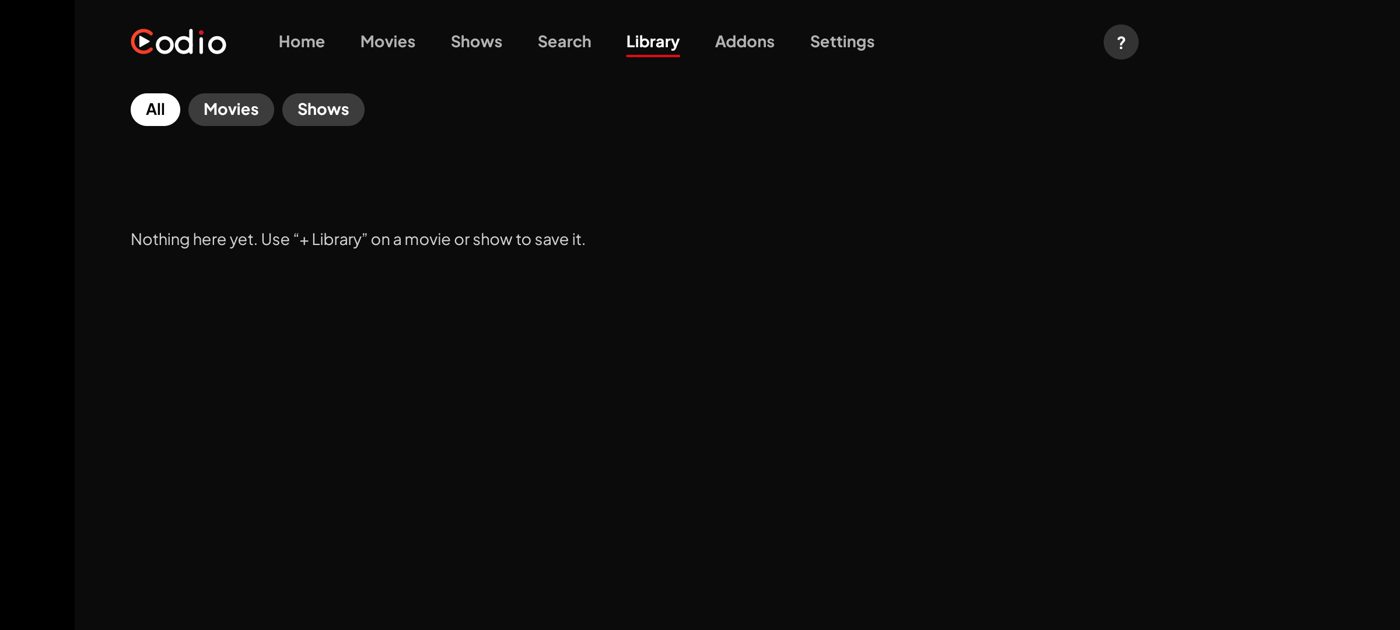 Codio Home Movies Shows Search Library Addons Settings ?
All Movies Shows
Nothing here yet. Use “+ Library” on a movie or show to save it.